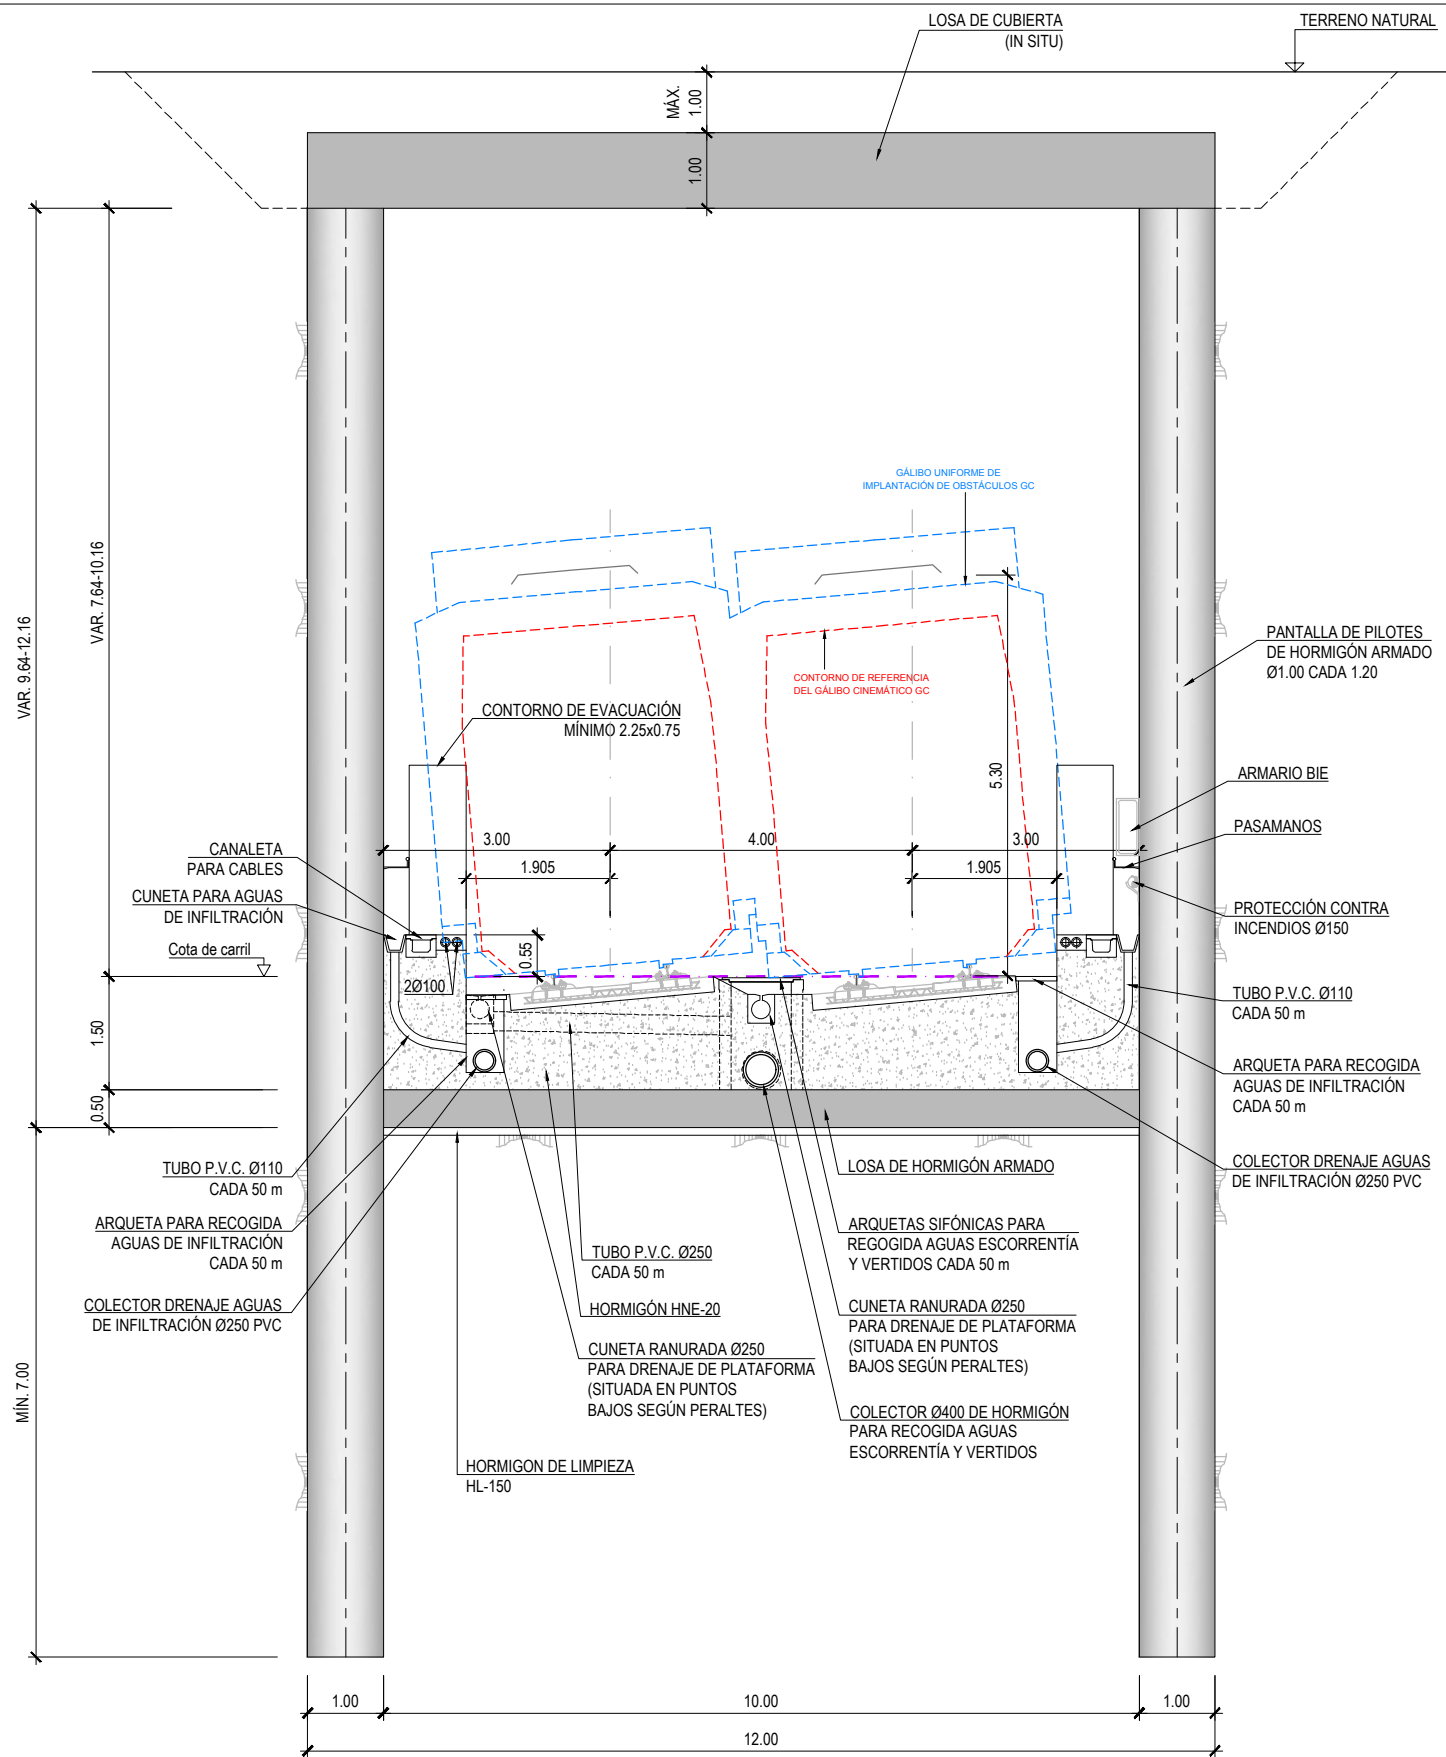 LOSA DE CUBIERTA
(IN SITU)
TERRENO NATURAL
MÁX.
1.00
1.00
VAR. 9.64-12.16
VAR. 7.64-10.16
GÁLIBO UNIFORME DE
IMPLANTACIÓN DE OBSTÁCULOS GC
CONTORNO DE REFERENCIA
DEL GÁLIBO CINEMÁTICO GC
PANTALLA DE PILOTES
DE HORMIGÓN ARMADO
Ø1.00 CADA 1.20
CONTORNO DE EVACUACIÓN
MÍNIMO 2.25x0.75
5.30
ARMARIO BIE
PASAMANOS
3.00
4.00
3.00
1.905
1.905
CANALETA
PARA CABLES
CUNETA PARA AGUAS
DE INFILTRACIÓN
Cota de carril
PROTECCIÓN CONTRA
INCENDIOS Ø150
0.55
2Ø100
TUBO P.V.C. Ø110
CADA 50 m
1.50
0.50
ARQUETA PARA RECOGIDA
AGUAS DE INFILTRACIÓN
CADA 50 m
COLECTOR DRENAJE AGUAS
DE INFILTRACIÓN Ø250 PVC
TUBO P.V.C. Ø110
CADA 50 m
ARQUETA PARA RECOGIDA
AGUAS DE INFILTRACIÓN
CADA 50 m
COLECTOR DRENAJE AGUAS
DE INFILTRACIÓN Ø250 PVC
LOSA DE HORMIGÓN ARMADO
ARQUETAS SIFÓNICAS PARA
REGOGIDA AGUAS ESCORRENTÍA
Y VERTIDOS CADA 50 m
TUBO P.V.C. Ø250
CADA 50 m
HORMIGÓN HNE-20
CUNETA RANURADA Ø250
PARA DRENAJE DE PLATAFORMA
(SITUADA EN PUNTOS
BAJOS SEGÚN PERALTES)
CUNETA RANURADA Ø250
PARA DRENAJE DE PLATAFORMA
(SITUADA EN PUNTOS
BAJOS SEGÚN PERALTES)
COLECTOR Ø400 DE HORMIGÓN
PARA RECOGIDA AGUAS
ESCORRENTÍA Y VERTIDOS
HORMIGON DE LIMPIEZA
HL-150
MÍN. 7.00
1.00
10.00
1.00
12.00